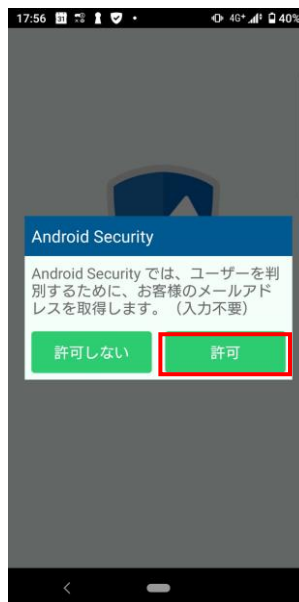 17:56 31 4G+ 40%
Android Security
Android Security では、ユーザーを判
別するために、お客様のメールアド
レスを取得します。（入力不要）
許可しない 許可